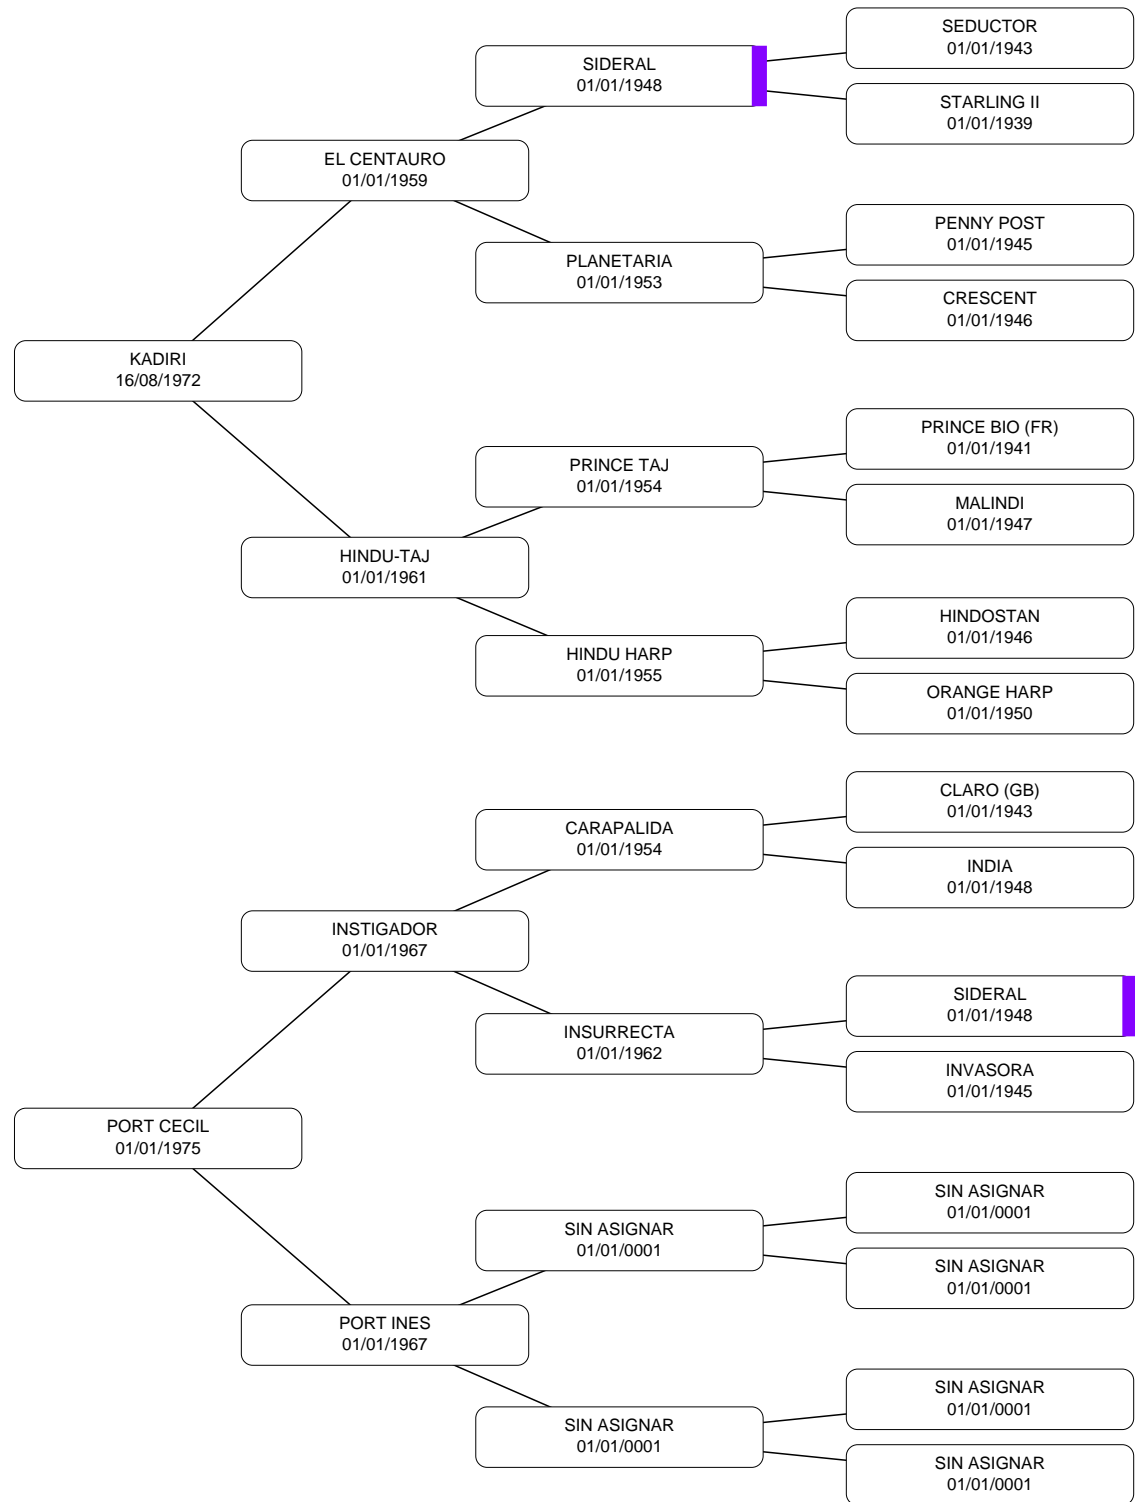 SEDUCTOR
01/01/1943
SIDERAL
01/01/1948
STARLING II
01/01/1939
EL CENTAURO
01/01/1959
PENNY POST
01/01/1945
PLANETARIA
01/01/1953
CRESCENT
01/01/1946
KADIRI
16/08/1972
PRINCE BIO (FR)
01/01/1941
PRINCE TAJ
01/01/1954
MALINDI
01/01/1947
HINDU-TAJ
01/01/1961
HINDOSTAN
01/01/1946
HINDU HARP
01/01/1955
ORANGE HARP
01/01/1950
CLARO (GB)
01/01/1943
CARAPALIDA
01/01/1954
INDIA
01/01/1948
INSTIGADOR
01/01/1967
SIDERAL
01/01/1948
INSURRECTA
01/01/1962
INVASORA
01/01/1945
PORT CECIL
01/01/1975
SIN ASIGNAR
01/01/0001
SIN ASIGNAR
01/01/0001
SIN ASIGNAR
01/01/0001
PORT INES
01/01/1967
SIN ASIGNAR
01/01/0001
SIN ASIGNAR
01/01/0001
SIN ASIGNAR
01/01/0001